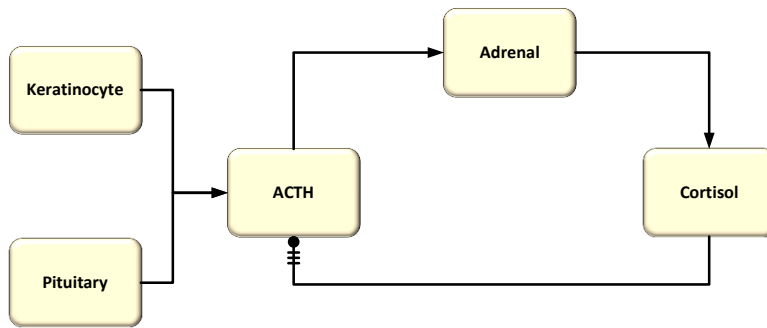 Adrenal
Keratinocyte
ACTH
Cortisol
Pituitary